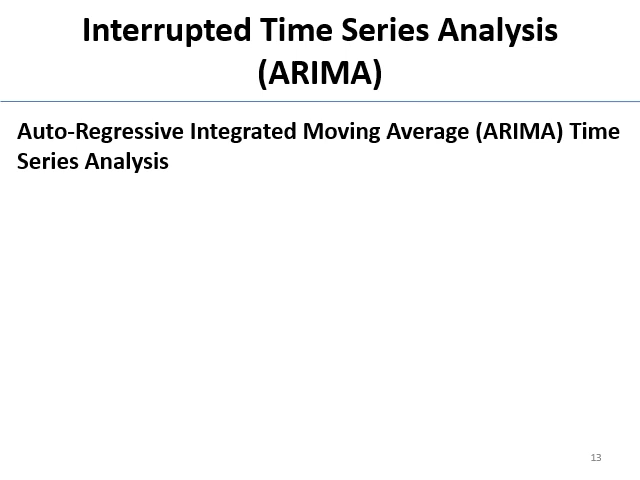 Interrupted Time Series Analysis
(ARIMA)
Auto-Regressive Integrated Moving Average (ARIMA) Time
Series Analysis
13